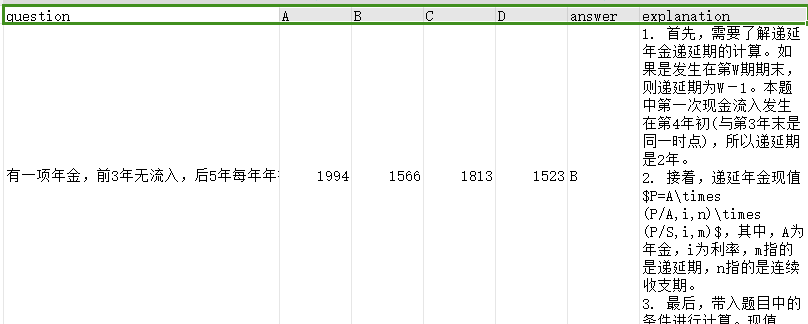 question A B C D answer explanation
有一项年金，前3年无流入，后5年每年年 1994 1566 1813 1523 B
1. 首先，需要了解递延
年金递延期的计算。如
果是发生在第W期期末，
则递延期为W－1。本题
中第一次现金流入发生
在第4年初(与第3年末是
同一时点)，所以递延期
是2年。
2. 接着，递延年金现值
$P=A\times
(P/A,i,n)\times
(P/S,i,m)$，其中，A为
年金，i为利率，m指的
是递延期，n指的是连续
收支期。
3. 最后，带入题目中的
条件进行计算。现值